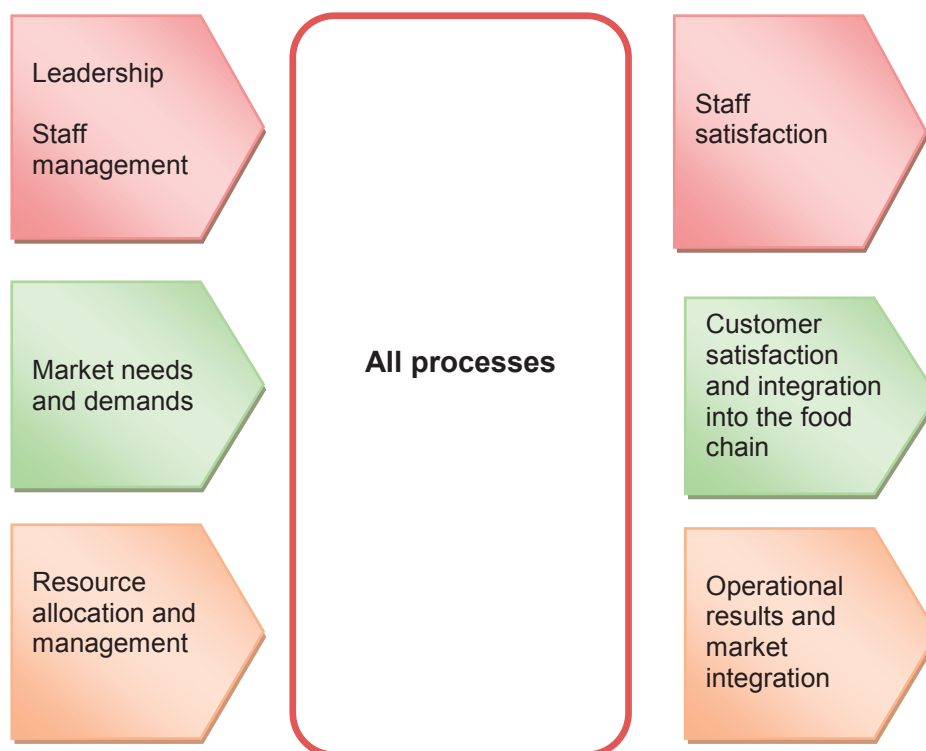 Leadership
Staff
management
Market needs
and demands
Resource
allocation and
management
All processes
Staff
satisfaction
Customer
satisfaction
and integration
into the food
chain
Operational
results and
market
integration